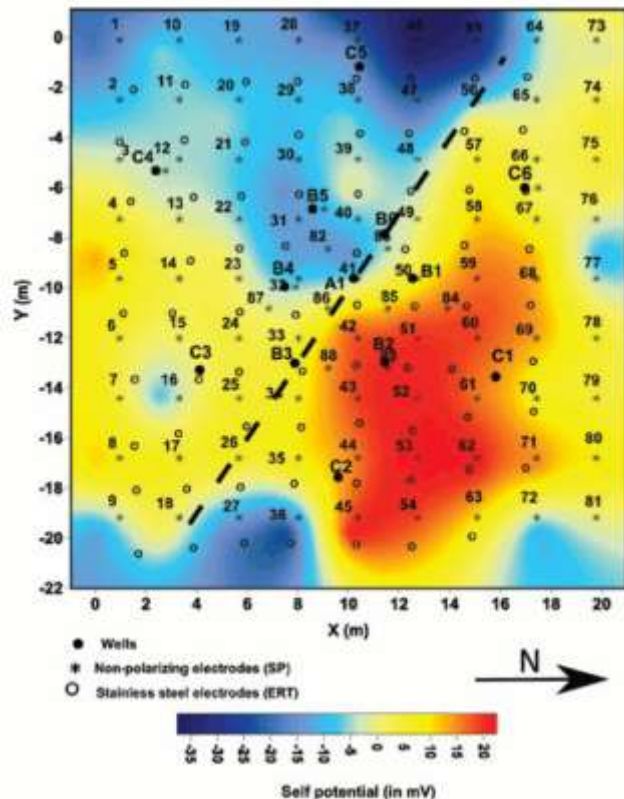 0
1 10 19 28 37 46 55 64 73
C5
-2
2 11 20 29 38 47 56 65 74
-4
3 C4 12 21 30 39 48 57 66 75
C6
-6
4 13 22 B5 31 40 49 58 67 76
B6
82
-8
5 14 23 B4 32 A1 41 50 B1 59 68 77
-10
87 86 85 84
6 15 24 33 42 51 60 69 78
-12
B3 88 B2
C3 C1
7 16 25 34 43 52 61 70 79
-14
-16
8 17 26 35 44 53 62 71 80
C2
-18
9 18 27 36 45 54 63 72 81
-20
-22
0 2 4 6 8 10 12 14 16 18 20
Y (m)
X (m)
Wells
Non-polarizing electrodes (SP)
Stainless steel electrodes (ERT)
N
-35 -30 -25 -20 -15 -10 -5 0 5 10 15 20
Self potential (in mV)